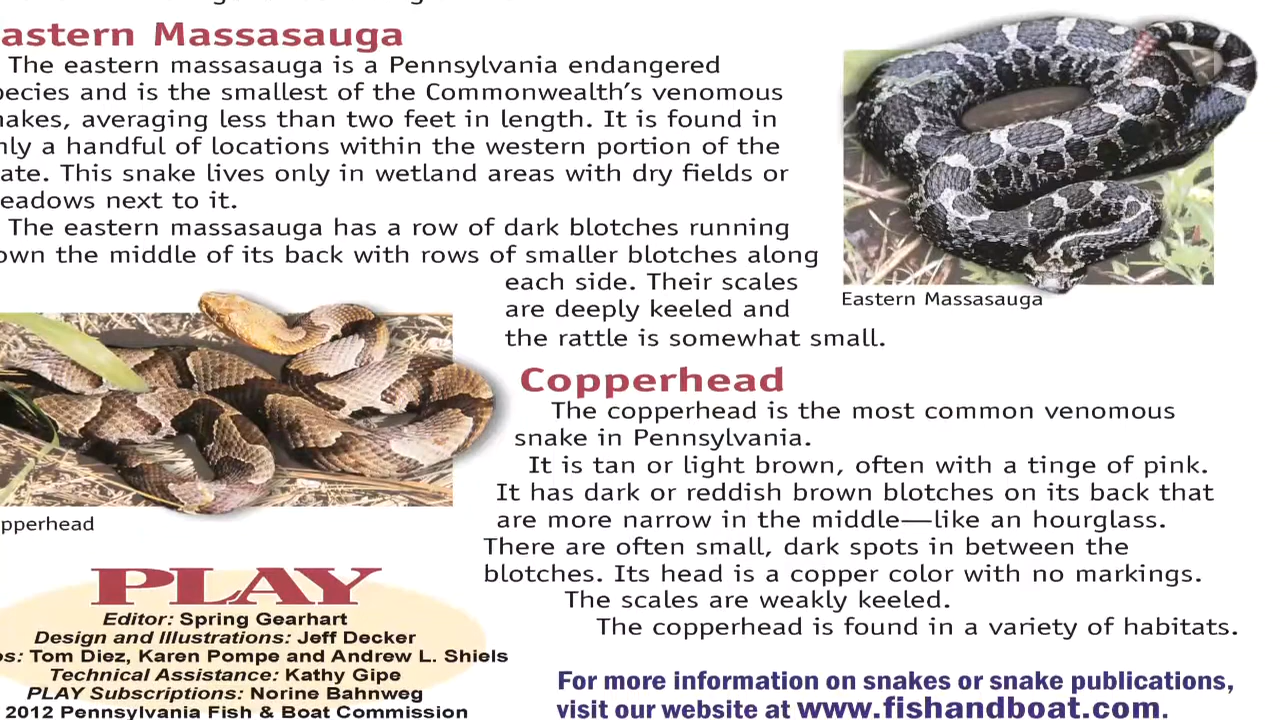 astern Massasauga
The eastern massasauga is a Pennsylvania endangered
pecies and is the smallest of the Commonwealth's venomous
nakes, averaging less than two feet in length. It is found in
nly a handful of locations within the western portion of the
ate. This snake lives only in wetland areas with dry fields or
eadows next to it.
The eastern massasauga has a row of dark blotches running
own the middle of its back with rows of smaller blotches along
each side. Their scales
are deeply keeled and
the rattle is somewhat small.
Eastern Massasauga
Copperhead
The copperhead is the most common venomous
snake in Pennsylvania.
It is tan or light brown, often with a tinge of pink.
It has dark or reddish brown blotches on its back that
are more narrow in the middle—like an hourglass.
There are often small, dark spots in between the
blotches. Its head is a copper color with no markings.
The scales are weakly keeled.
The copperhead is found in a variety of habitats.
pperhead
PLAY
Editor: Spring Gearhart
Design and Illustrations: Jeff Decker
os: Tom Diez, Karen Pompe and Andrew L. Shiels
Technical Assistance: Kathy Gipe
PLAY Subscriptions: Norine Bahnweg
2012 Pennsylvania Fish & Boat Commission
For more information on snakes or snake publications,
visit our website at www.fishandboat.com.